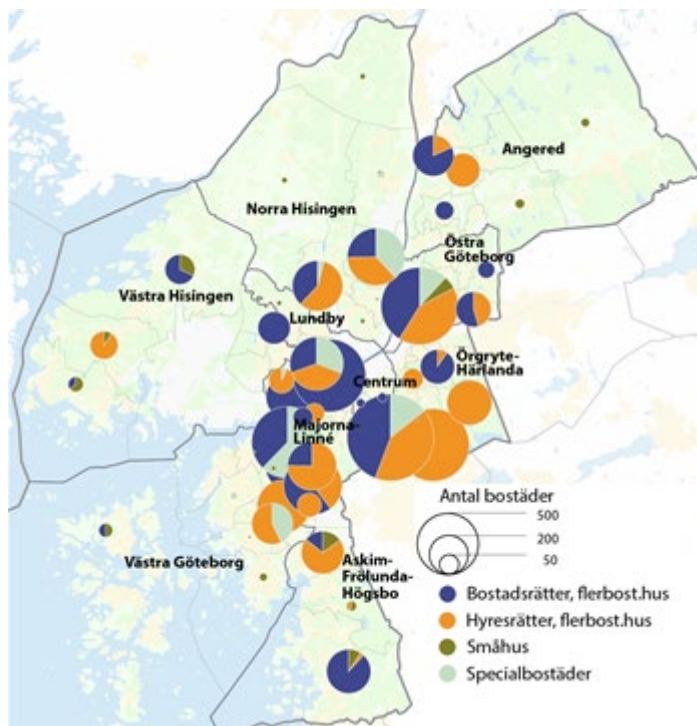 Angered
Norra Hisingen
Östra
Göteborg
Västra Hisingen
Lundby
Örgryte-
Härlanda
Centrum
Majorna-
Linné
Antal bostäder
500
200
50
Västra Göteborg
Askim-
Frölunda-
Högsbo
Bostadsrätter, flerbost.hus
Hyresrätter, flerbost.hus
Småhus
Specialbostäder